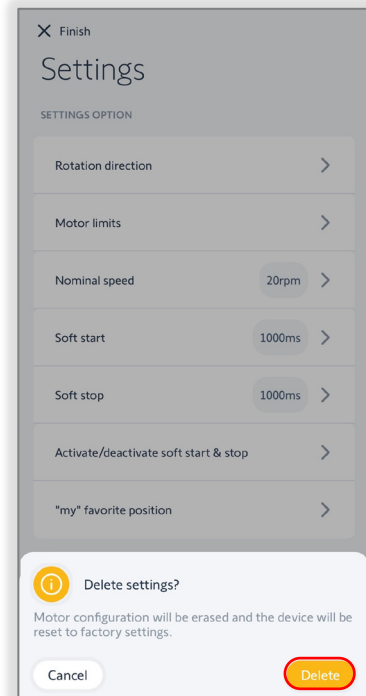 Finish
Settings
SETTINGS OPTION
Rotation direction
Motor limits
Nominal speed 20rpm
Soft start 1000ms
Soft stop 1000ms
Activate/deactivate soft start & stop
"my" favorite position
Delete settings?
Motor configuration will be erased and the device will be
reset to factory settings.
Cancel Delete